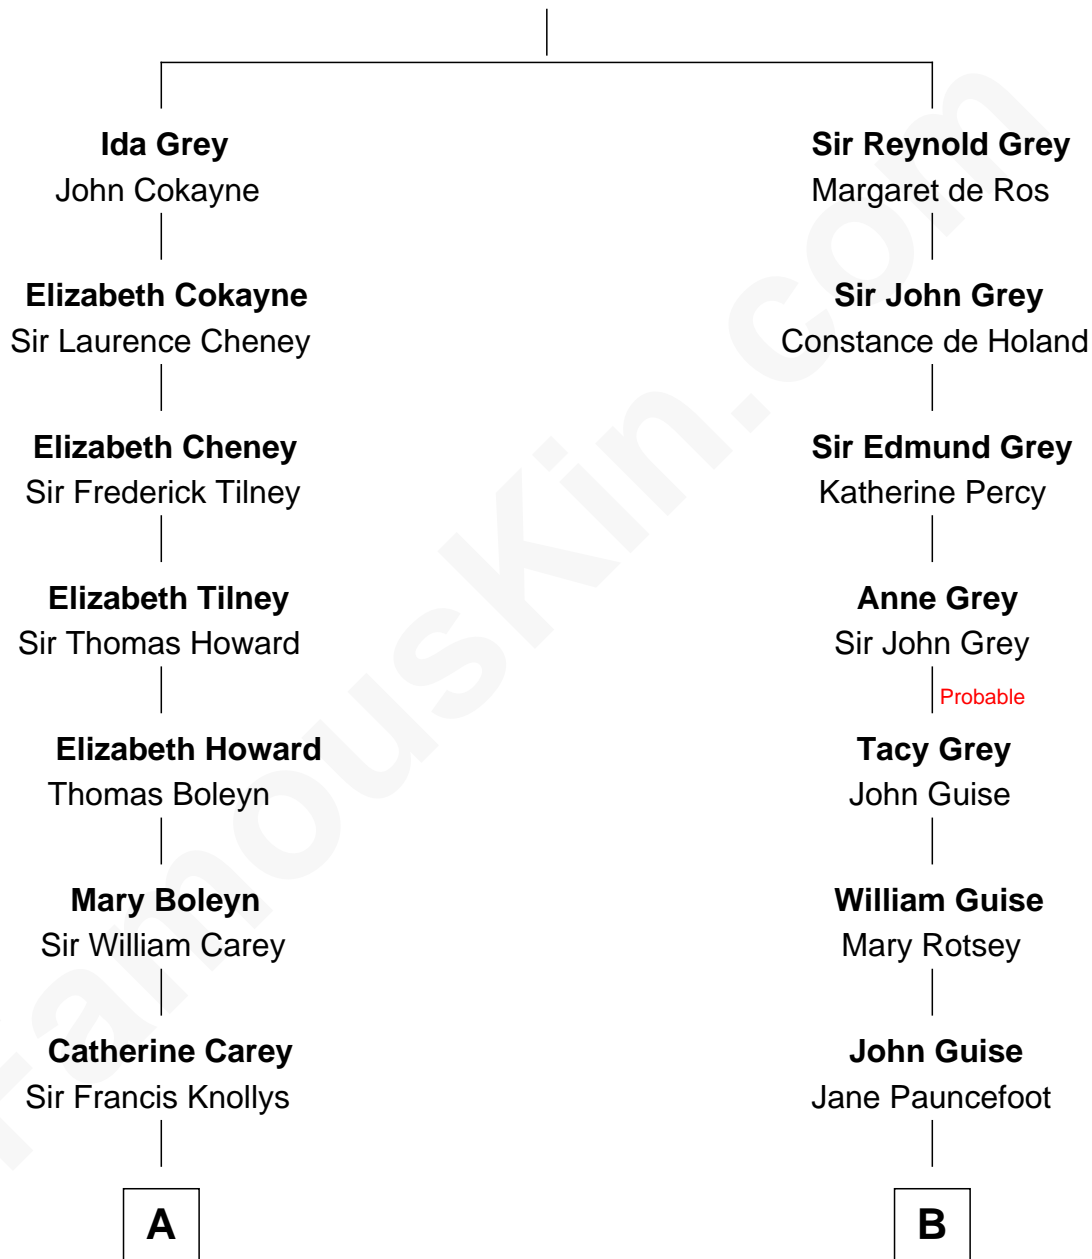 Ida Grey
John Cokayne
Sir Reynold Grey
Margaret de Ros
Elizabeth Cokayne
Sir Laurence Cheney
Sir John Grey
Constance de Holand
Elizabeth Cheney
Sir Frederick Tilney
Sir Edmund Grey
Katherine Percy
Elizabeth Tilney
Sir Thomas Howard
Anne Grey
Sir John Grey
Probable
Elizabeth Howard
Thomas Boleyn
Tacy Grey
John Guise
Mary Boleyn
Sir William Carey
William Guise
Mary Rotsey
Catherine Carey
Sir Francis Knollys
John Guise
Jane Pauncefoot
A
B
FamousKin.com